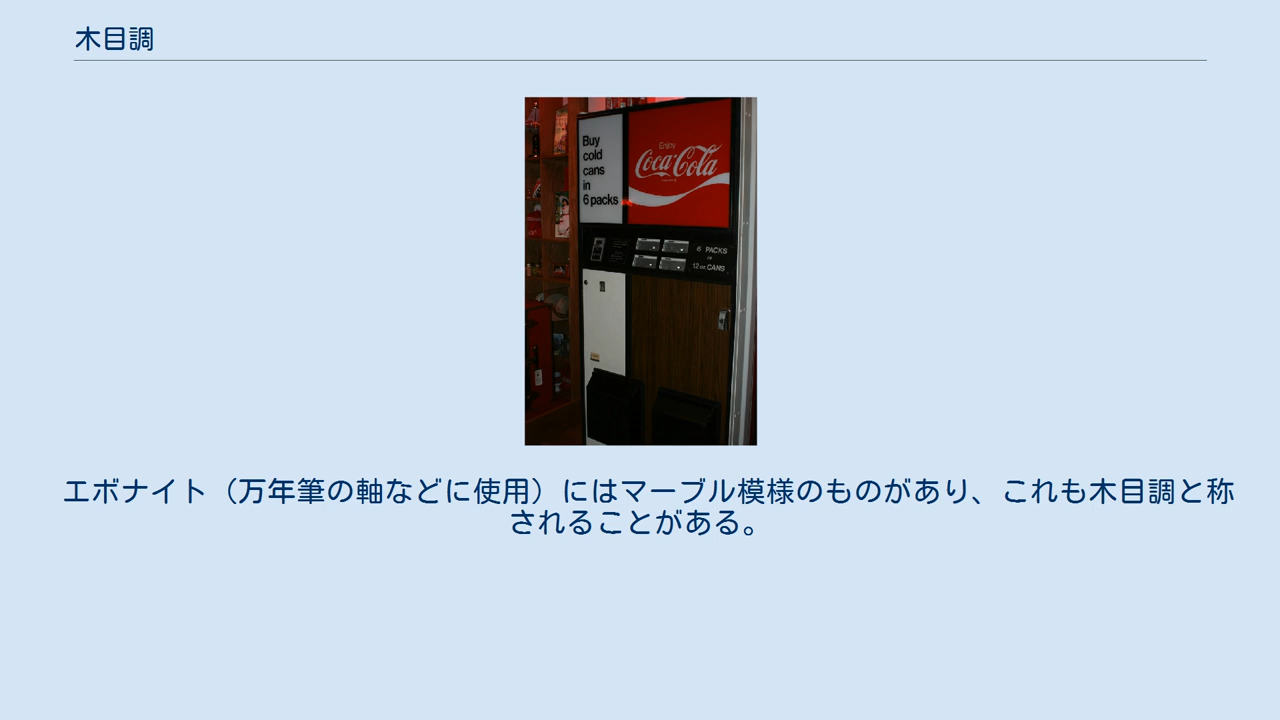 木目調
Buy
cold
cans
in
6 packs
Enjoy
Coca-Cola
6 PACKS
12 oz. CANS
エボナイト（万年筆の軸などに使用）にはマーブル模様のものがあり、これも木目調と称
されることがある。